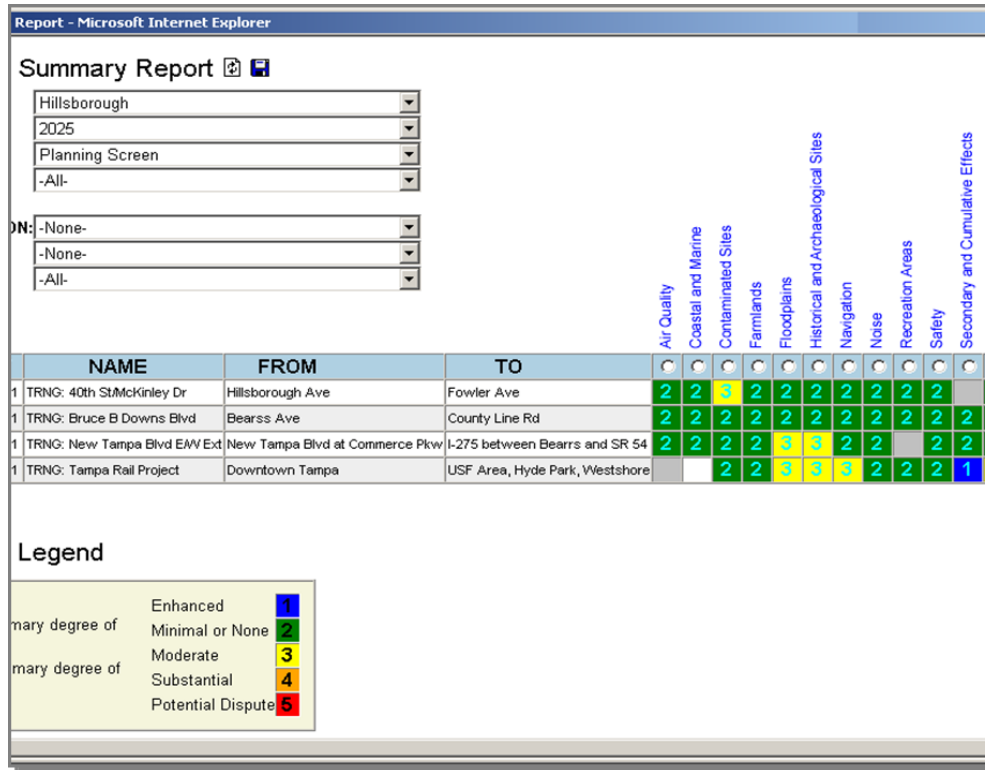 Report - Microsoft Internet Explorer
Summary Report
Hillsborough
2025
Planning Screen
-All-
ON: -None-
-None-
-All-
Air Quality
Coastal and Marine
Contaminated Sites
Farmlands
Floodplains
Historical and Archaeological Sites
Navigation
Noise
Recreation Areas
Safety
Secondary and Cumulative Effects
NAME FROM TO
1 TRNG: 40th St/McKinley Dr Hillsborough Ave Fowler Ave 2 2 3 2 2 2 2 2 2 2
1 TRNG: Bruce B Downs Blvd Bearss Ave County Line Rd 2 2 2 2 2 2 2 2 2 2 2
1 TRNG: New Tampa Blvd E/W Ext New Tampa Blvd at Commerce Pkw I-275 between Bearrs and SR 54 2 2 2 2 3 3 2 2 2 2
1 TRNG: Tampa Rail Project Downtown Tampa USF Area, Hyde Park, Westshore 2 2 3 3 3 2 2 2 1
Legend
mary degree of
mary degree of
Enhanced 1
Minimal or None 2
Moderate 3
Substantial 4
Potential Dispute 5